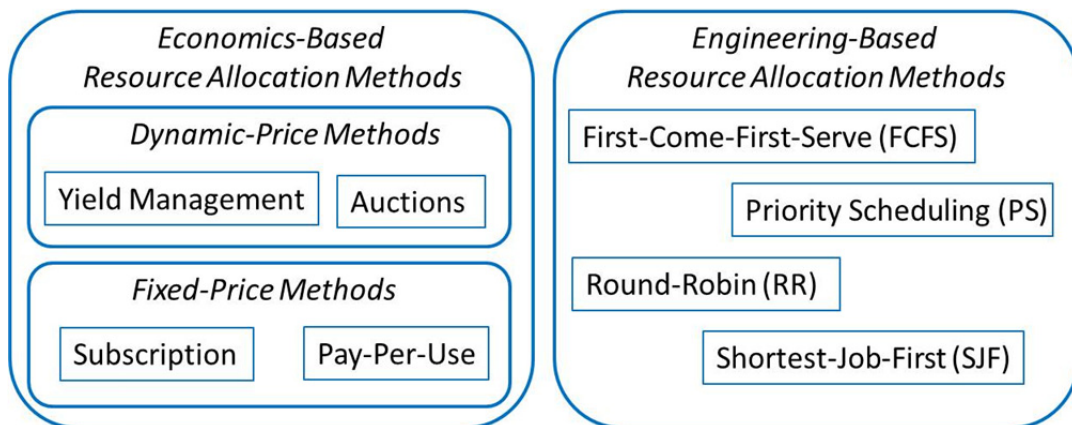 Economics-Based
Resource Allocation Methods
Dynamic-Price Methods
Yield Management
Auctions
Fixed-Price Methods
Subscription
Pay-Per-Use
Engineering-Based
Resource Allocation Methods
First-Come-First-Serve (FCFS)
Priority Scheduling (PS)
Round-Robin (RR)
Shortest-Job-First (SJF)